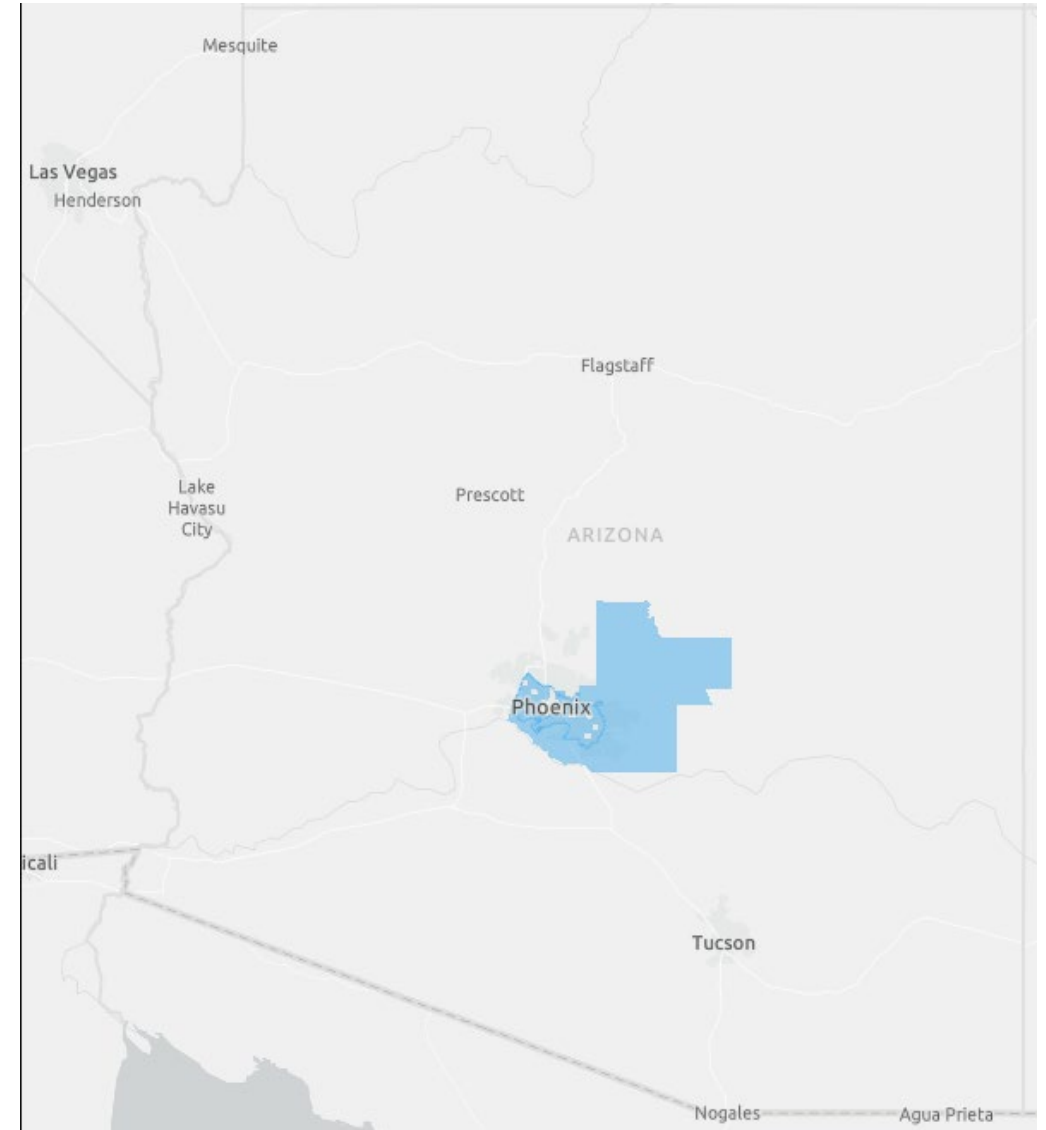 Mesquite
Las Vegas
Henderson
Flagstaff
Lake
Havasu
City
Prescott
ARIZONA
Phoenix
icali
Tucson
Nogales
Agua Prieta